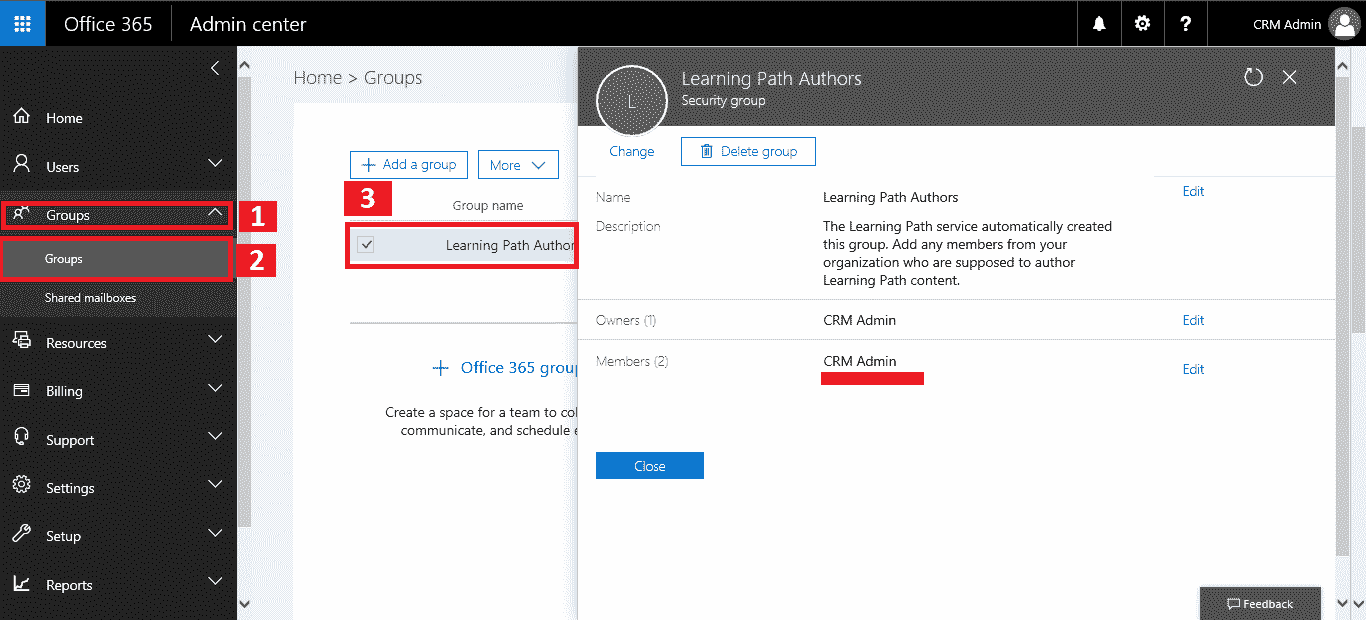 Office 365
Admin center
CRM Admin
Home
Users
Groups
1
Groups
2
Shared mailboxes
Resources
Billing
Support
Settings
Setup
Reports
Home > Groups
Add a group
More
3
Group name
Learning Path Author
Office 365 group
Create a space for a team to col
communicate, and schedule e
L
Learning Path Authors
Security group
Change
Delete group
Name
Learning Path Authors
Edit
Description
The Learning Path service automatically created
this group. Add any members from your
organization who are supposed to author
Learning Path content.
Owners (1)
CRM Admin
Edit
Members (2)
CRM Admin
Edit
Close
Feedback